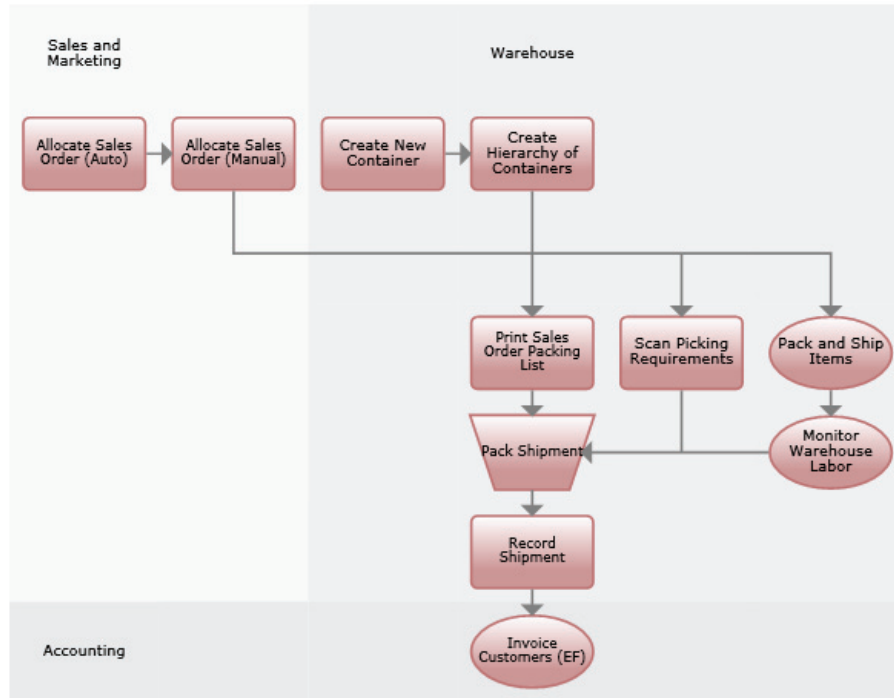 Sales and
Marketing
Warehouse
Allocate Sales
Order (Auto)
Allocate Sales
Order (Manual)
Create New
Container
Create
Hierarchy of
Containers
Print Sales
Order Packing
List
Scan Picking
Requirements
Pack and Ship
Items
Pack Shipment
Monitor
Warehouse
Labor
Record
Shipment
Accounting
Invoice
Customers (EF)